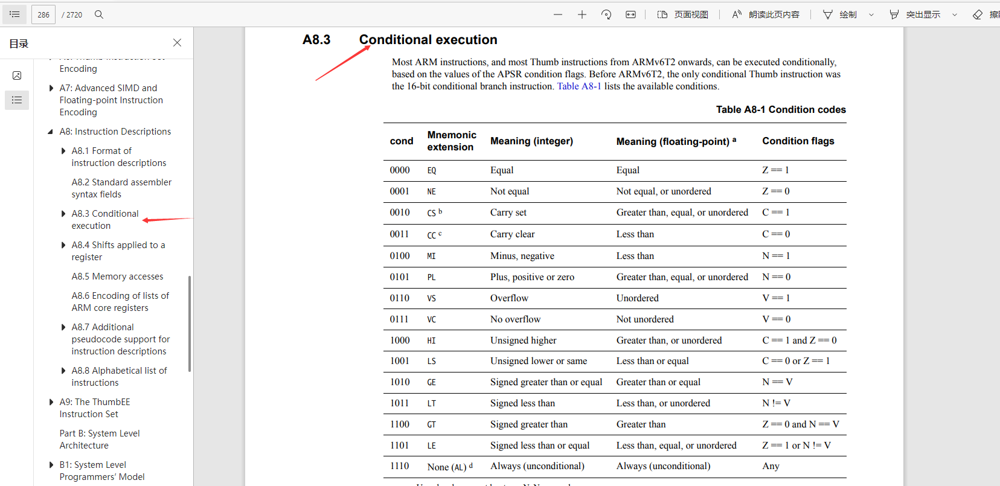 286 / 2720 页面视图 朗读此页内容 绘制 突出显示
目录
Encoding
A7: Advanced SIMD and
Floating-point Instruction
Encoding
A8: Instruction Descriptions
A8.1 Format of
instruction descriptions
A8.2 Standard assembler
syntax fields
A8.3 Conditional
execution
A8.4 Shifts applied to a
register
A8.5 Memory accesses
A8.6 Encoding of lists of
ARM core registers
A8.7 Additional
pseudocode support for
instruction descriptions
A8.8 Alphabetical list of
instructions
A9: The ThumbEE
Instruction Set
Part B: System Level
Architecture
B1: System Level
Programmers’ Model
A8.3 Conditional execution
Most ARM instructions, and most Thumb instructions from ARMv6T2 onwards, can be executed conditionally,
based on the values of the APSR condition flags. Before ARMv6T2, the only conditional Thumb instruction was
the 16-bit conditional branch instruction. Table A8-1 lists the available conditions.
Table A8-1 Condition codes
cond Mnemonic extension Meaning (integer) Meaning (floating-point) a Condition flags
0000 EQ Equal Equal Z == 1
0001 NE Not equal Not equal, or unordered Z == 0
0010 CS b Carry set Greater than, equal, or unordered C == 1
0011 CC c Carry clear Less than C == 0
0100 MI Minus, negative Less than N == 1
0101 PL Plus, positive or zero Greater than, equal, or unordered N == 0
0110 VS Overflow Unordered V == 1
0111 VC No overflow Not unordered V == 0
1000 HI Unsigned higher Greater than, or unordered C == 1 and Z == 0
1001 LS Unsigned lower or same Less than or equal C == 0 or Z == 1
1010 GE Signed greater than or equal Greater than or equal N == V
1011 LT Signed less than Less than, or unordered N != V
1100 GT Signed greater than Greater than Z == 0 and N == V
1101 LE Signed less than or equal Less than, equal, or unordered Z == 1 or N != V
1110 None (AL) d Always (unconditional) Always (unconditional) Any